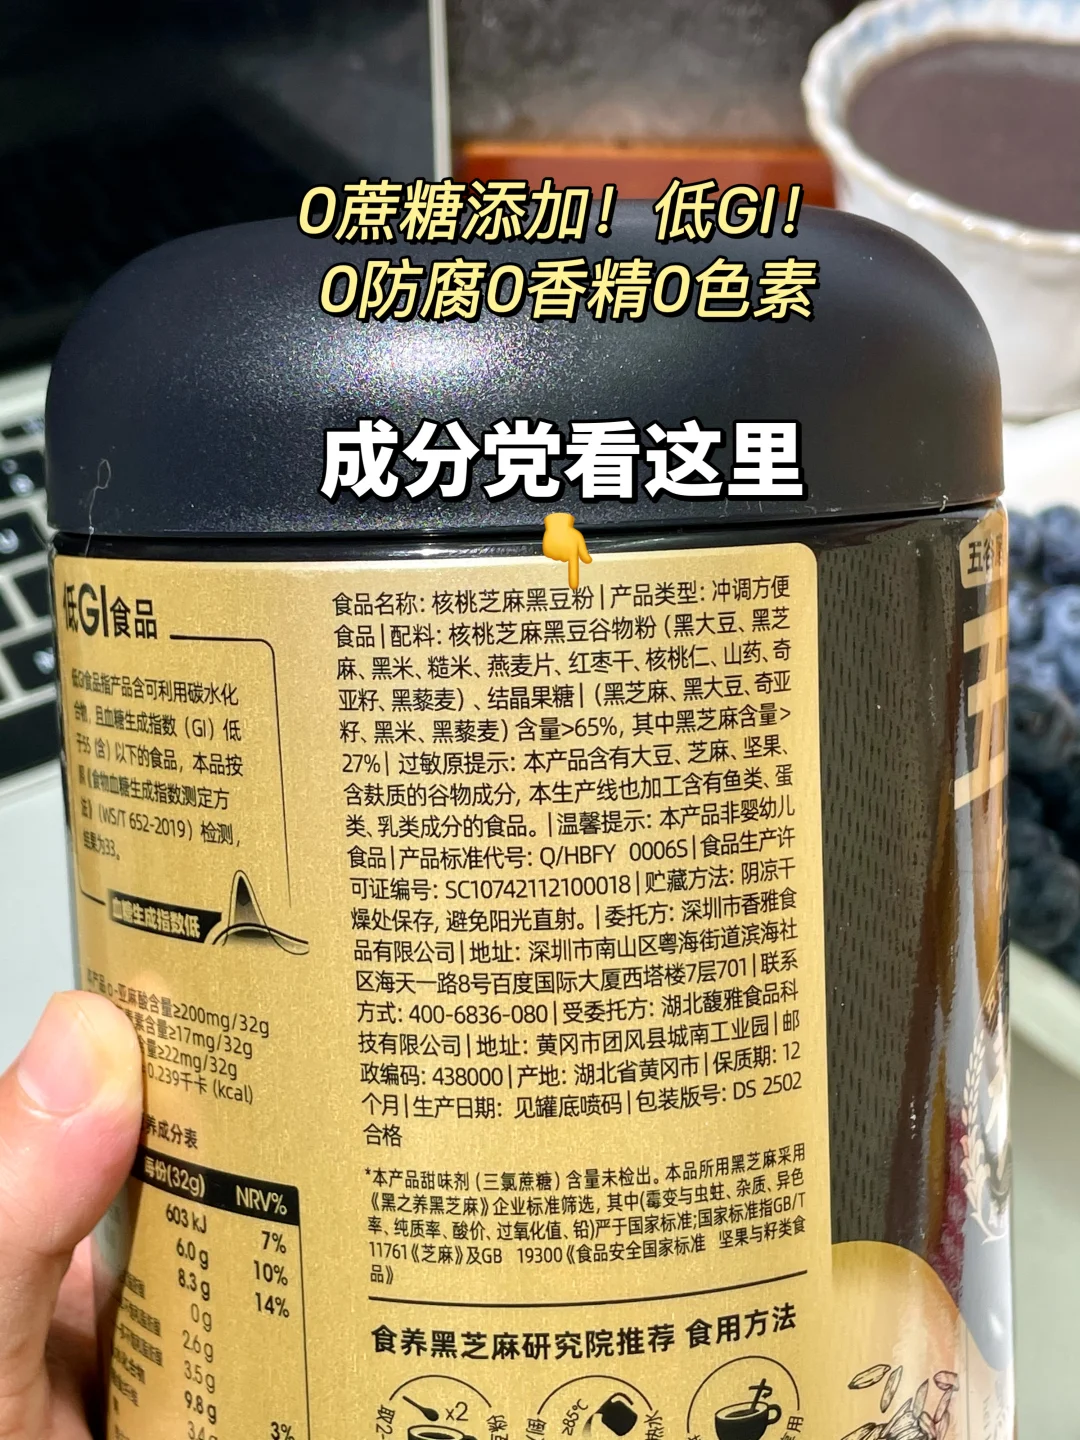 0蔗糖添加！低GI！
0防腐0香精0色素
成分党看这里
低GI食品
低GI食品指产品含可利用碳水化
合物，且血糖生成指数（GI）低
于55（含）以下的食品，本品按
《食物血糖生成指数测定方
法》（WS/T 652-2019）检测，
结果为33。
血糖生成指数低
亚麻酸含量≥200mg/32g
素含量≥17mg/32g
量≥22mg/32g
0.239千卡 (kcal)
养成分表
每份(32g) NRV%
603 kJ 7%
6.0 g 10%
8.3 g 14%
0 g
2.6 g
3.5 g
9.8 g 3%
食品名称: 核桃芝麻黑豆粉|产品类型: 冲调方便
食品|配料: 核桃芝麻黑豆谷物粉（黑大豆、黑芝
麻、黑米、糙米、燕麦片、红枣干、核桃仁、山药、奇
亚籽、黑藜麦）、结晶果糖|（黑芝麻、黑大豆、奇亚
籽、黑米、黑藜麦）含量>65%, 其中黑芝麻含量>
27%| 过敏原提示: 本产品含有大豆、芝麻、坚果、
含麸质的谷物成分, 本生产线也加工含有鱼类、蛋
类、乳类成分的食品。|温馨提示: 本产品非婴幼儿
食品|产品标准代号: Q/HBFY 0006S|食品生产许
可证编号: SC10742112100018|贮藏方法: 阴凉干
燥处保存, 避免阳光直射。|委托方: 深圳市香雅食
品有限公司|地址: 深圳市南山区粤海街道滨海社
区海天一路8号百度国际大厦西塔楼7层701|联系
方式: 400-6836-080|受委托方: 湖北馥雅食品科
技有限公司|地址: 黄冈市团风县城南工业园|邮
政编码: 438000|产地: 湖北省黄冈市|保质期: 12
个月|生产日期: 见罐底喷码|包装版号: DS 2502
合格
*本产品甜味剂（三氯蔗糖）含量未检出。本品所用黑芝麻采用
《黑之养黑芝麻》企业标准筛选, 其中(霉变与虫蛀、杂质、异色
率、纯质率、酸价、过氧化值、铅)严于国家标准;国家标准指GB/T
11761《芝麻》及GB 19300《食品安全国家标准 坚果与籽类食
品》
食养黑芝麻研究院推荐 食用方法
x2
≥85℃
五谷